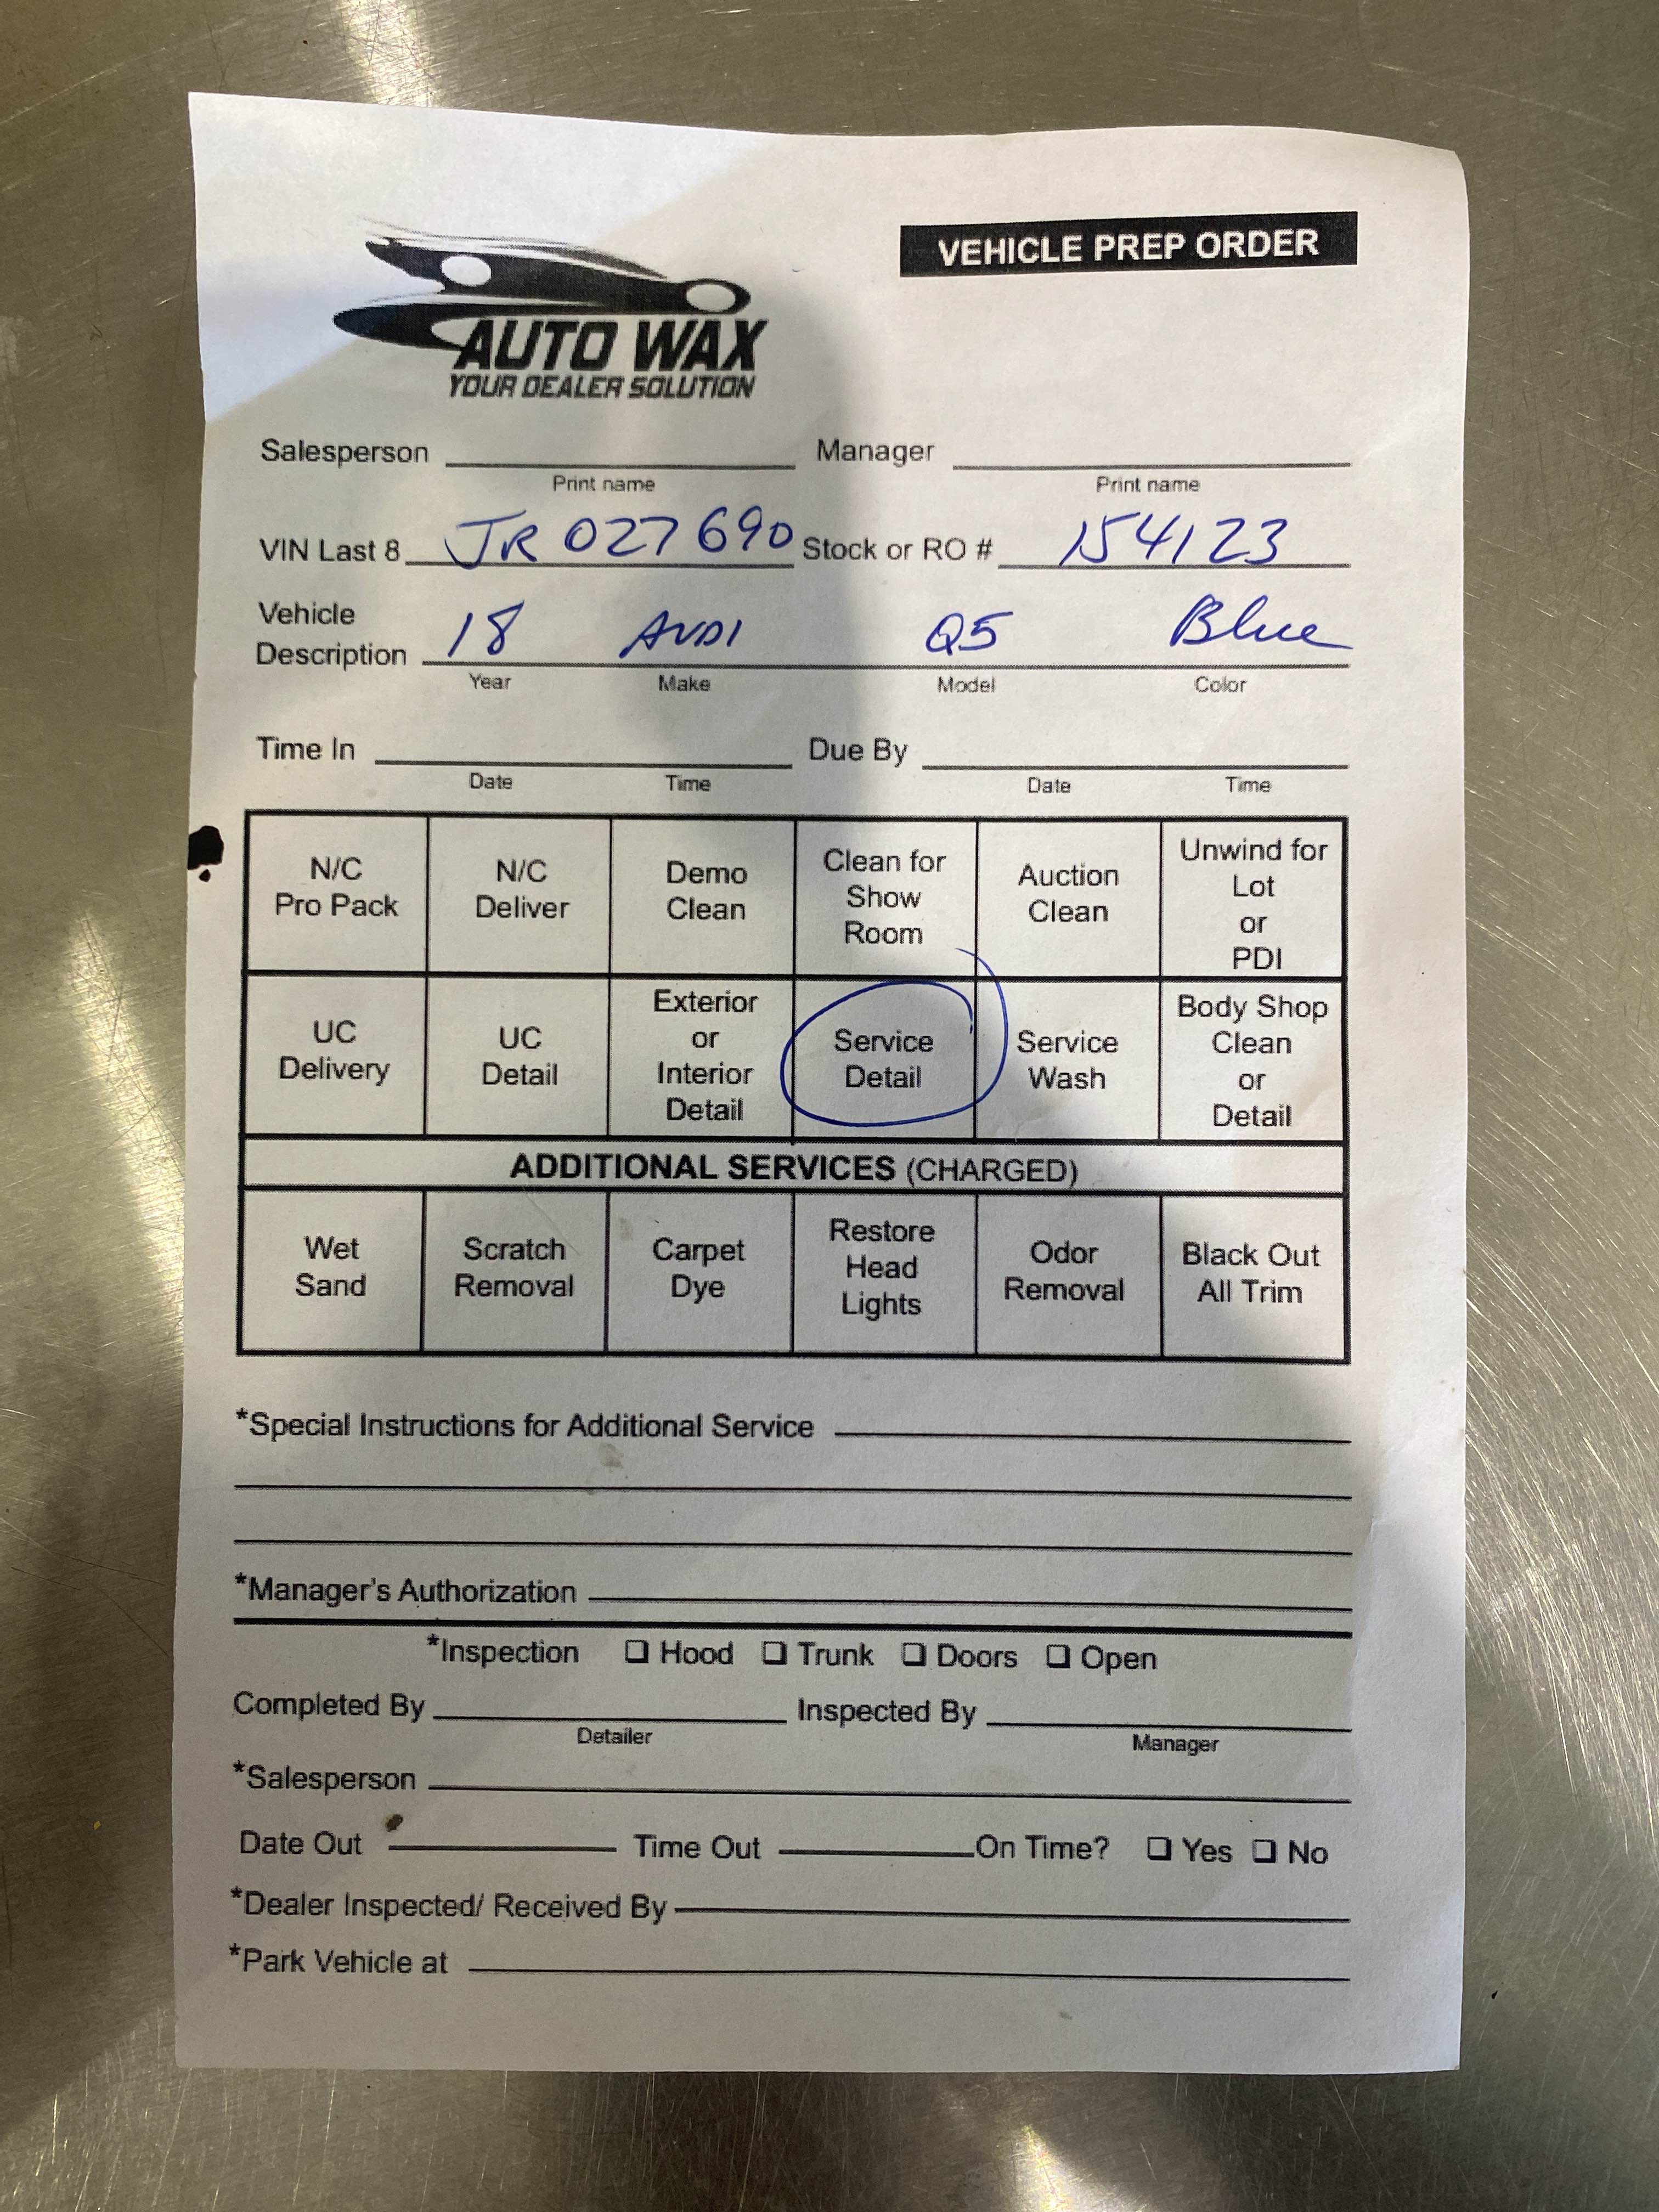 VEHICLE PREP ORDER
AUTO WAX
YOUR DEALER SOLUTION
Salesperson Manager
Print name Print name
VIN Last 8 JR027690 Stock or RO # 154123
Vehicle
Description 18 AUDI Q5 Blue
Year Make Model Color
Time In Due By
Date Time Date Time
N/C
Pro Pack
N/C
Deliver
Demo
Clean
Clean for
Show
Room
Auction
Clean
Unwind for
Lot
or
PDI
UC
Delivery
UC
Detail
Exterior
or
Interior
Detail
Service
Detail
Service
Wash
Body Shop
Clean
or
Detail
ADDITIONAL SERVICES (CHARGED)
Wet
Sand
Scratch
Removal
Carpet
Dye
Restore
Head
Lights
Odor
Removal
Black Out
All Trim
*Special Instructions for Additional Service
*Manager's Authorization
*Inspection ❏ Hood ❏ Trunk ❏ Doors ❏ Open
Completed By Inspected By
Detailer Manager
*Salesperson
Date Out Time Out On Time? ❏ Yes ❏ No
*Dealer Inspected/ Received By
*Park Vehicle at